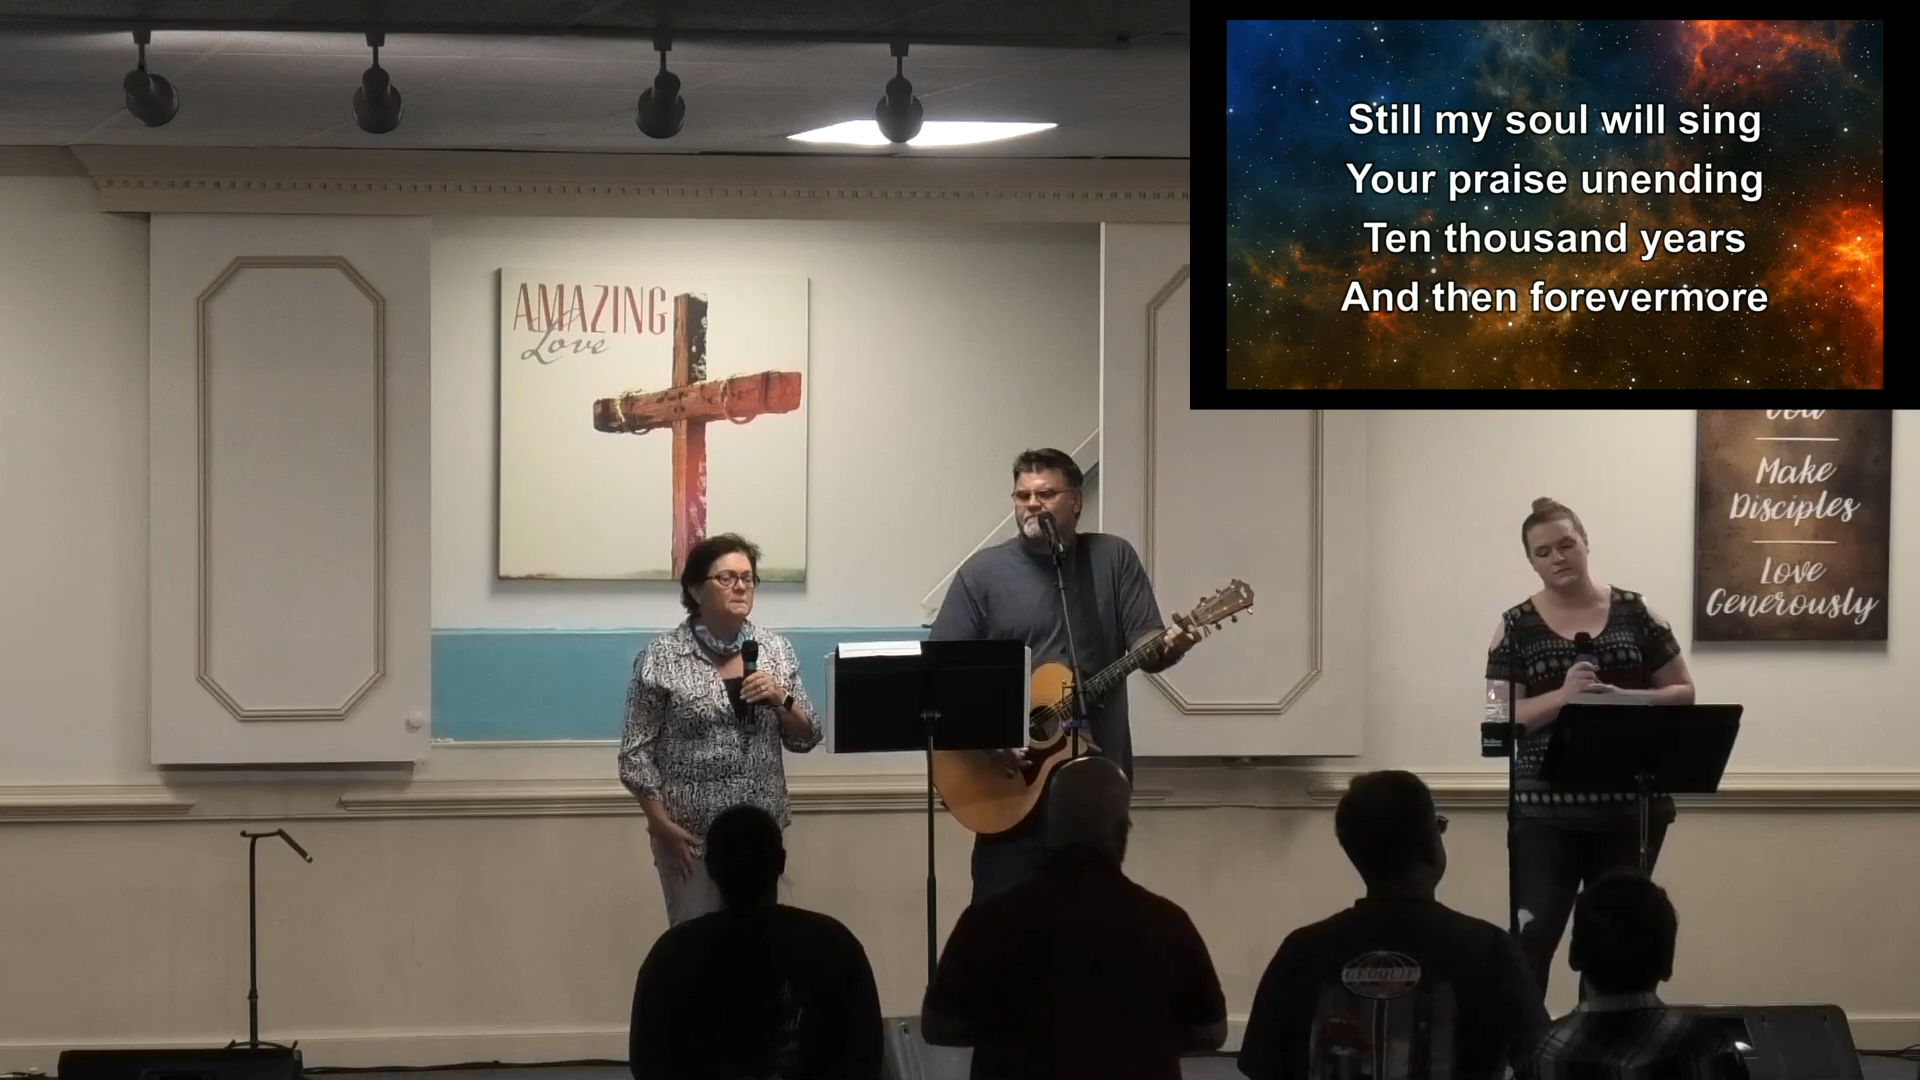 Still my soul will sing
Your praise unending
Ten thousand years
And then forevermore
AMAZING
Love
Make
Disciples
Love
Generously
GEOQUIP